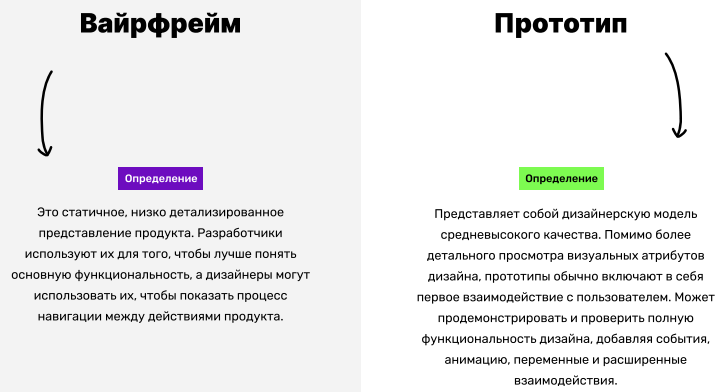 Вайрфрейм
Определение
Это статичное, низко детализированное
представление продукта. Разработчики
используют их для того, чтобы лучше понять
основную функциональность, а дизайнеры могут
использовать их, чтобы показать процесс
навигации между действиями продукта.
Прототип
Определение
Представляет собой дизайнерскую модель
средневысокого качества. Помимо более
детального просмотра визуальных атрибутов
дизайна, прототипы обычно включают в себя
первое взаимодействие с пользователем. Может
продемонстрировать и проверить полную
функциональность дизайна, добавляя события,
анимацию, переменные и расширенные
взаимодействия.